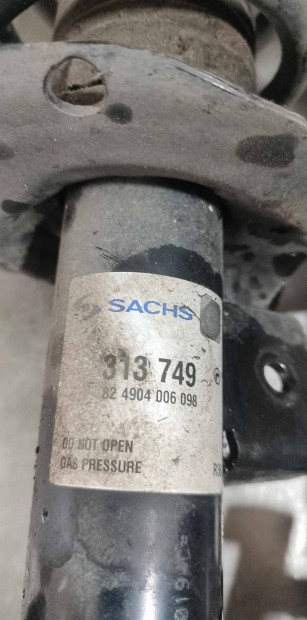 SACHS
313 749
82 4904 006 098
DO NOT OPEN
GAS PRESSURE